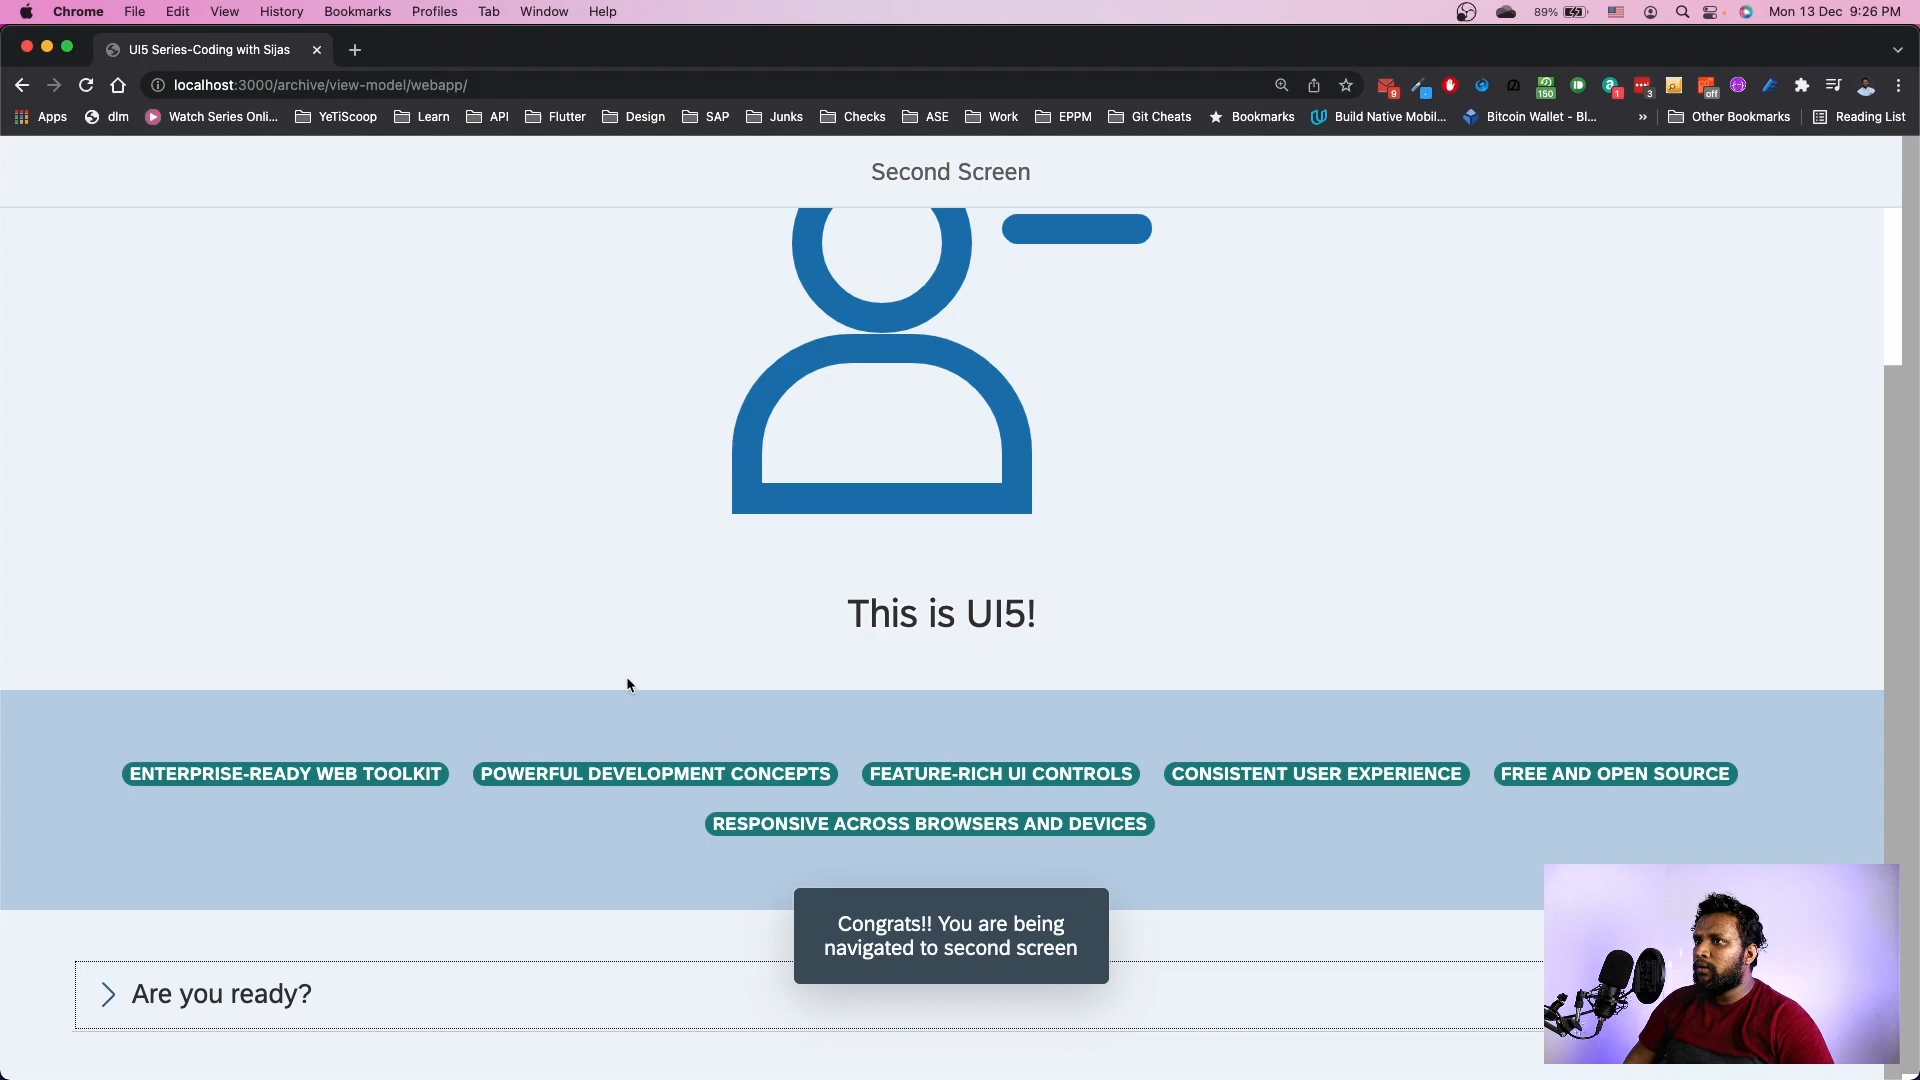 Chrome File Edit View History Bookmarks Profiles Tab Window Help 89% Mon 13 Dec 9:26 PM
UI5 Series-Coding with Sijas
localhost:3000/archive/view-model/webapp/ 9 150 1 3 off
Apps dlm Watch Series Onli... YeTiScoop Learn API Flutter Design SAP Junks Checks ASE Work EPPM Git Cheats Bookmarks Build Native Mobil... Bitcoin Wallet - Bl... » Other Bookmarks Reading List
Second Screen
This is UI5!
ENTERPRISE-READY WEB TOOLKIT POWERFUL DEVELOPMENT CONCEPTS FEATURE-RICH UI CONTROLS CONSISTENT USER EXPERIENCE FREE AND OPEN SOURCE
RESPONSIVE ACROSS BROWSERS AND DEVICES
Congrats!! You are being
navigated to second screen
Are you ready?